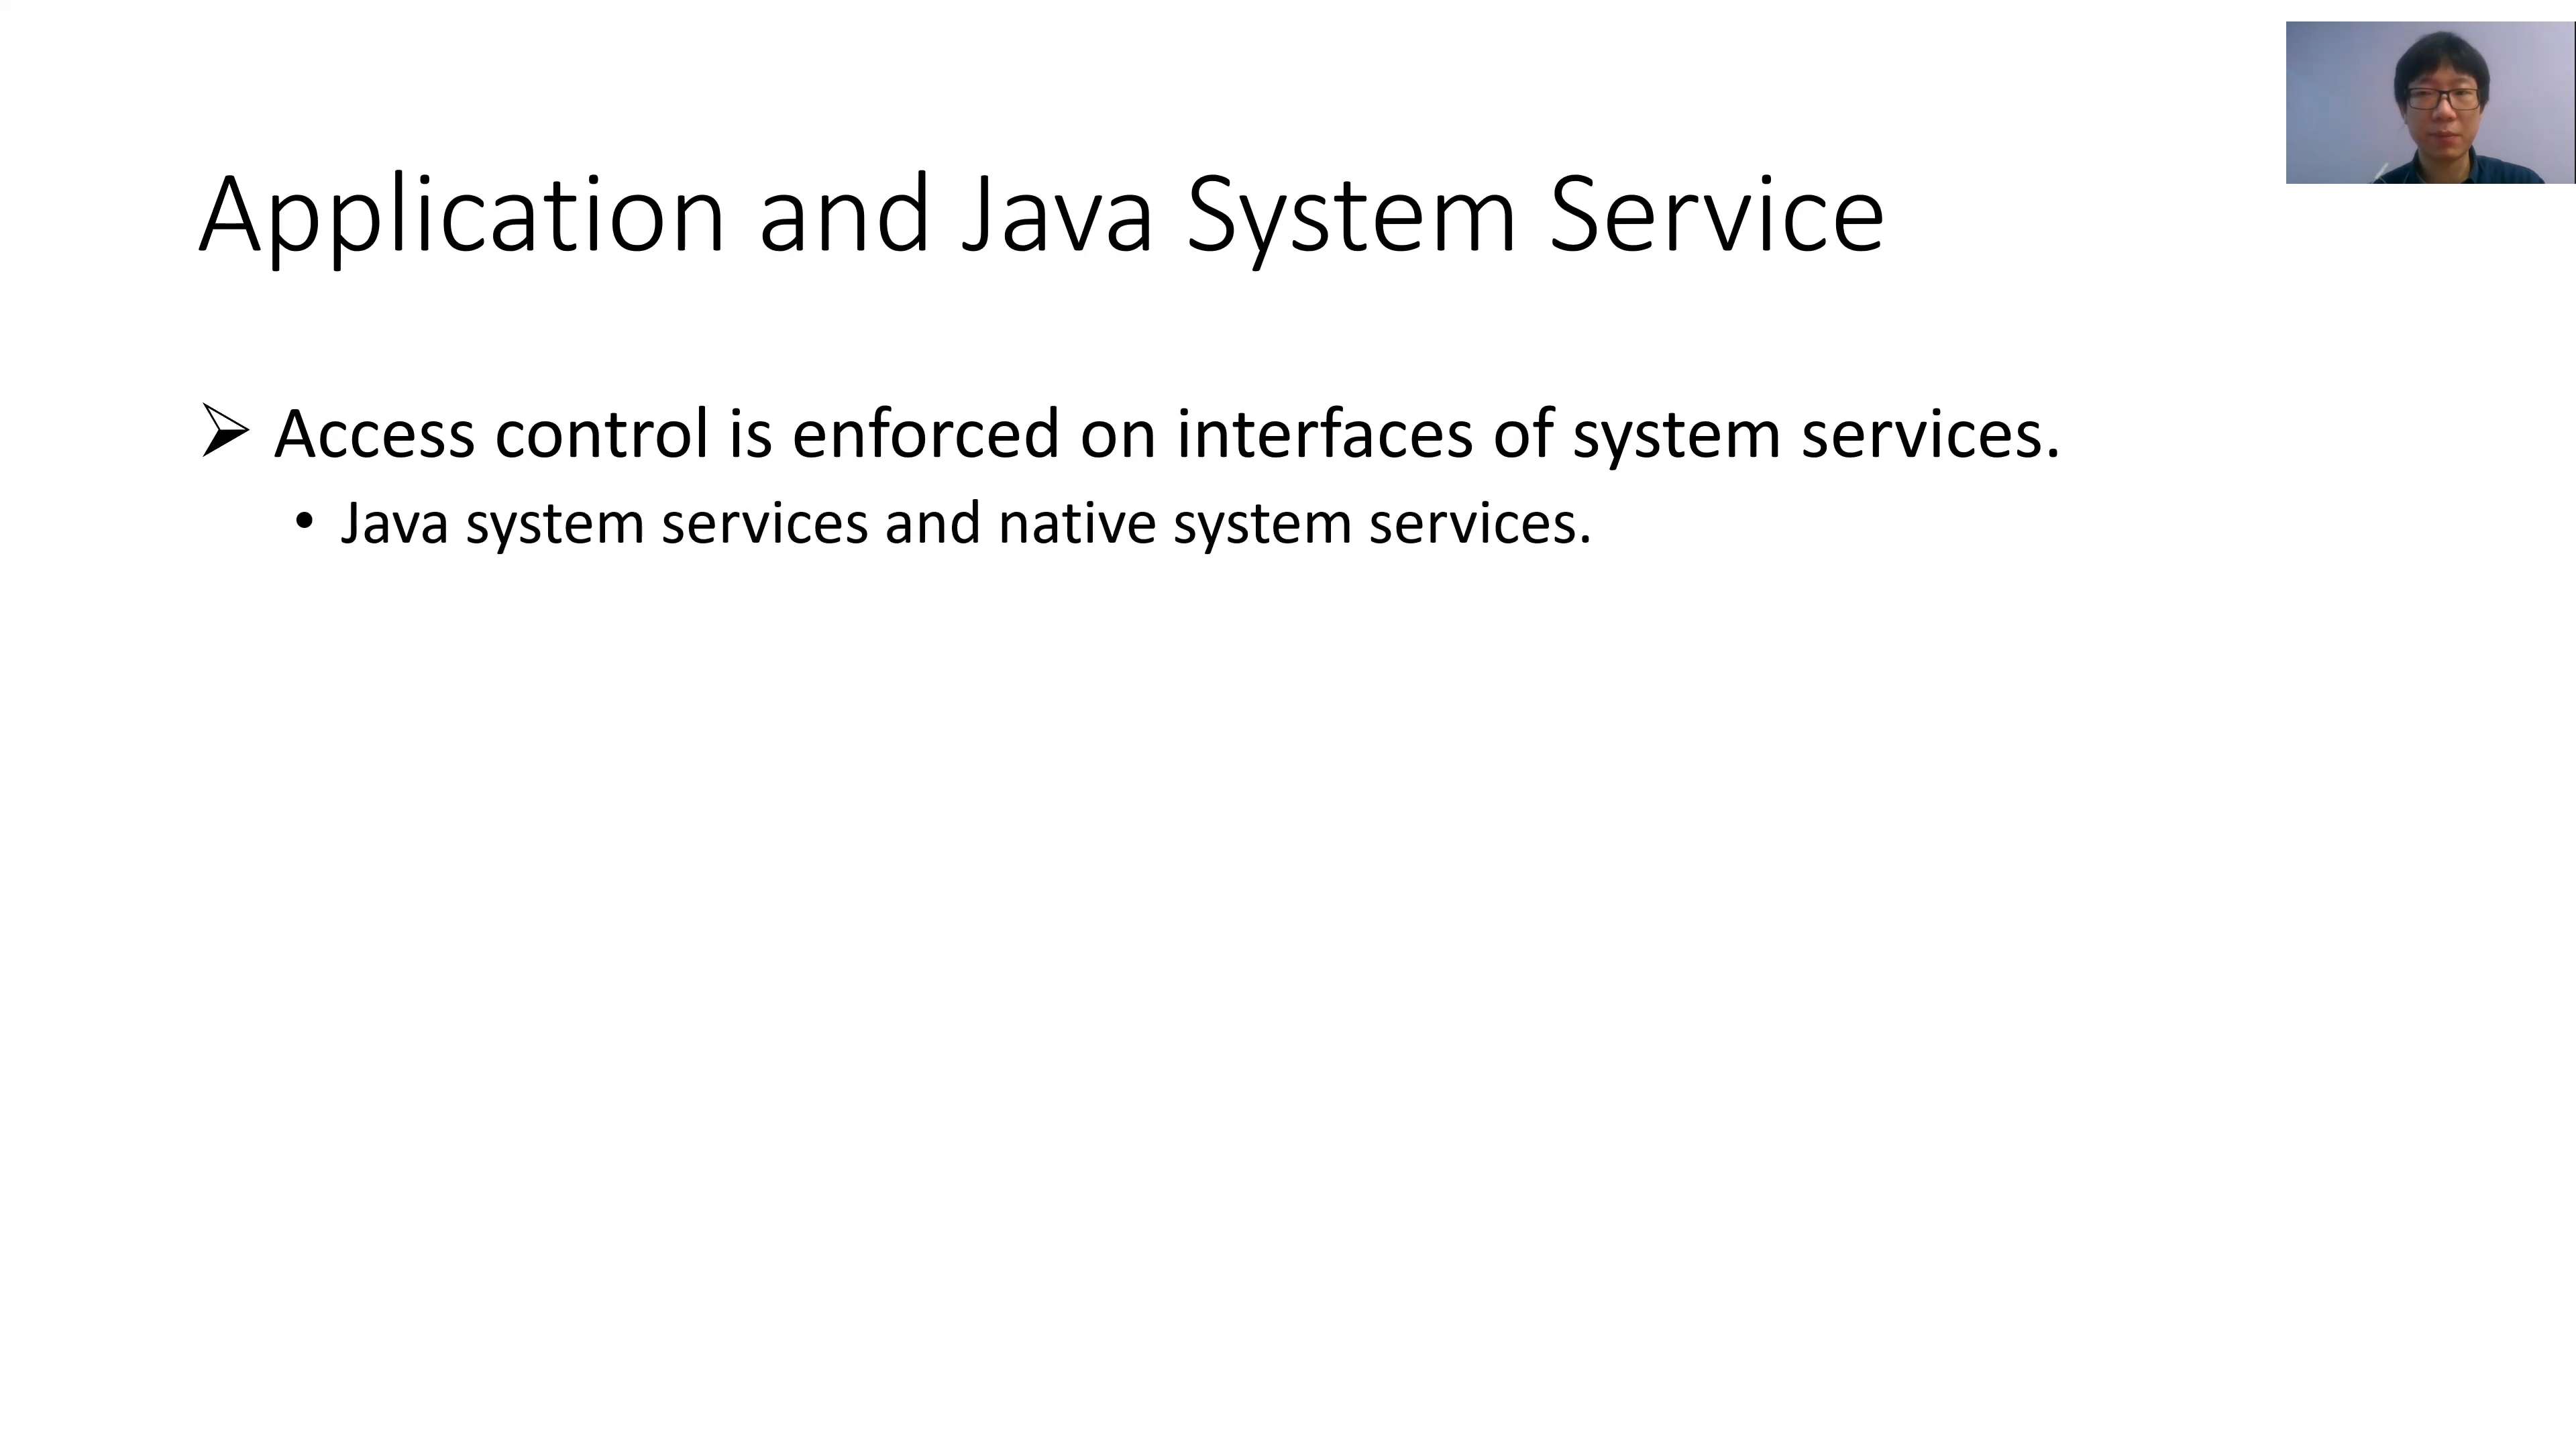 Application and Java System Service
Access control is enforced on interfaces of system services.
Java system services and native system services.